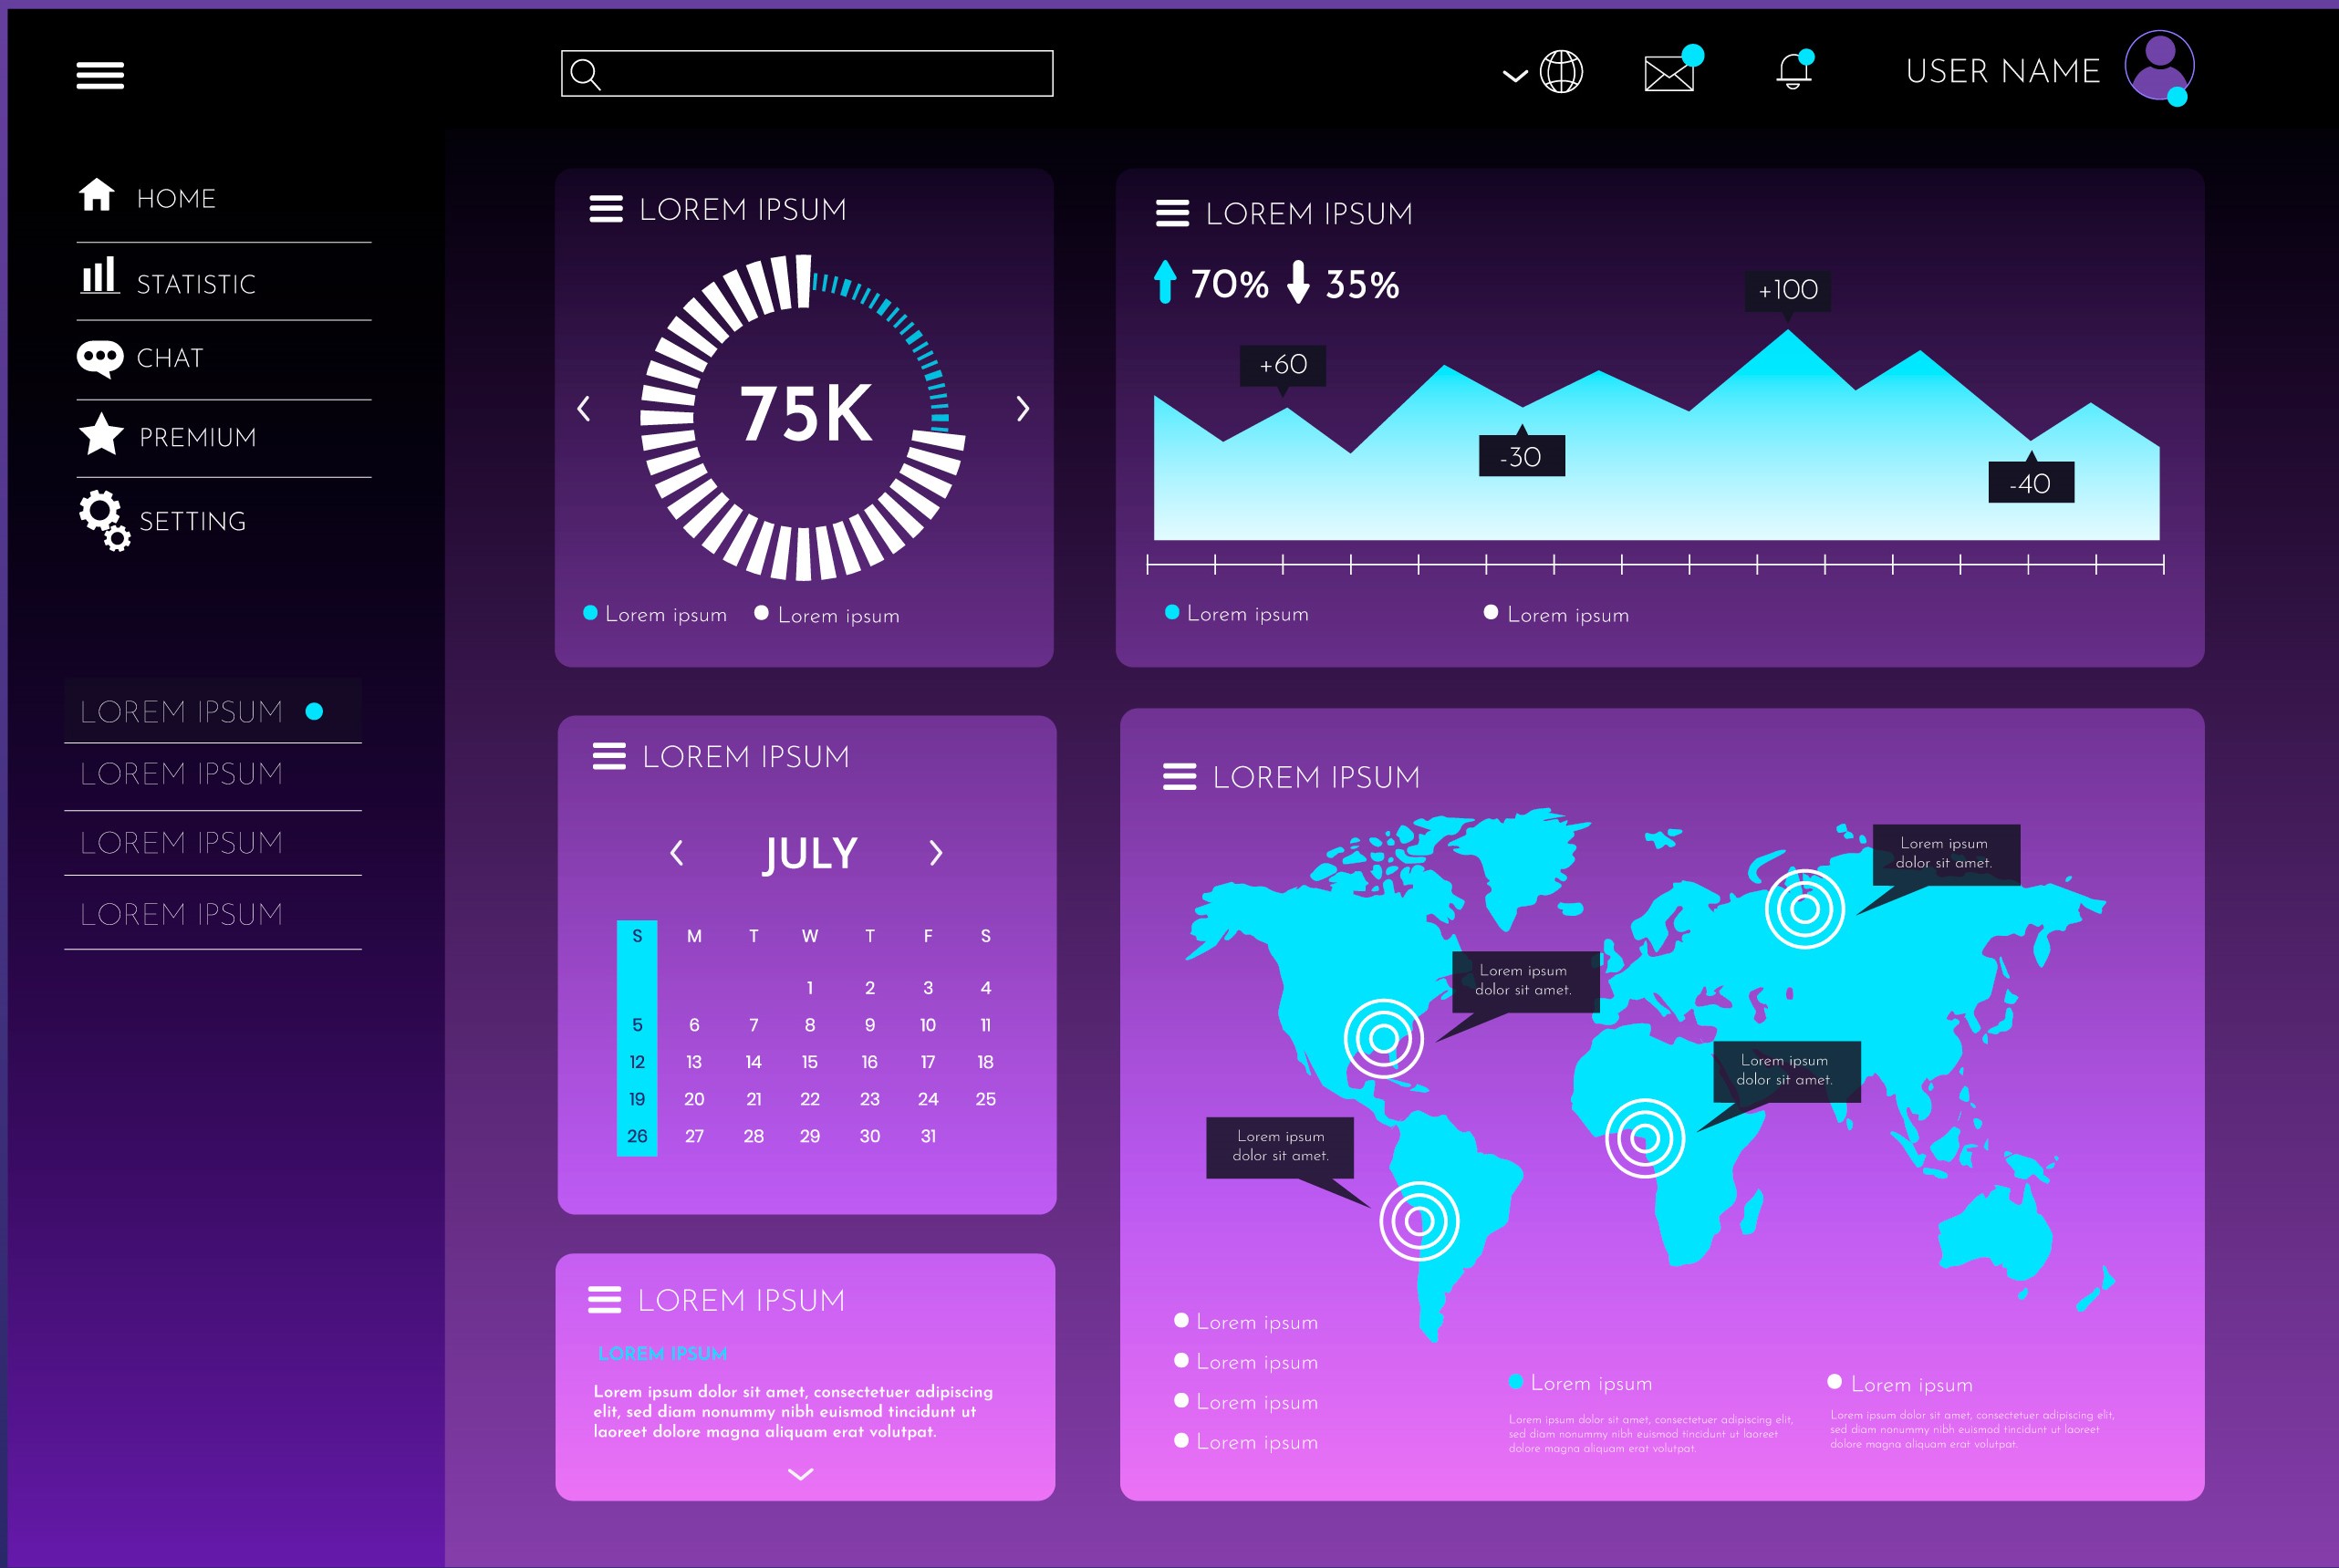 USER NAME
HOME
STATISTIC
CHAT
PREMIUM
SETTING
LOREM IPSUM
LOREM IPSUM
LOREM IPSUM
LOREM IPSUM
LOREM IPSUM
75K
Lorem ipsum
Lorem ipsum
LOREM IPSUM
70% 35%
+60
+100
-30
-40
Lorem ipsum
Lorem ipsum
LOREM IPSUM
JULY
S M T W T F S
1 2 3 4
5 6 7 8 9 10 11
12 13 14 15 16 17 18
19 20 21 22 23 24 25
26 27 28 29 30 31
LOREM IPSUM
LOREM IPSUM
Lorem ipsum dolor sit amet, consectetuer adipiscing
elit, sed diam nonummy nibh euismod tincidunt ut
laoreet dolore magna aliquam erat volutpat.
LOREM IPSUM
Lorem ipsum
dolor sit amet.
Lorem ipsum
dolor sit amet.
Lorem ipsum
dolor sit amet.
Lorem ipsum
dolor sit amet.
Lorem ipsum
Lorem ipsum
Lorem ipsum
Lorem ipsum
Lorem ipsum
Lorem ipsum dolor sit amet, consectetuer adipiscing elit,
sed diam nonummy nibh euismod tincidunt ut laoreet
dolore magna aliquam erat volutpat.
Lorem ipsum
Lorem ipsum dolor sit amet, consectetuer adipiscing elit,
sed diam nonummy nibh euismod tincidunt ut laoreet
dolore magna aliquam erat volutpat.